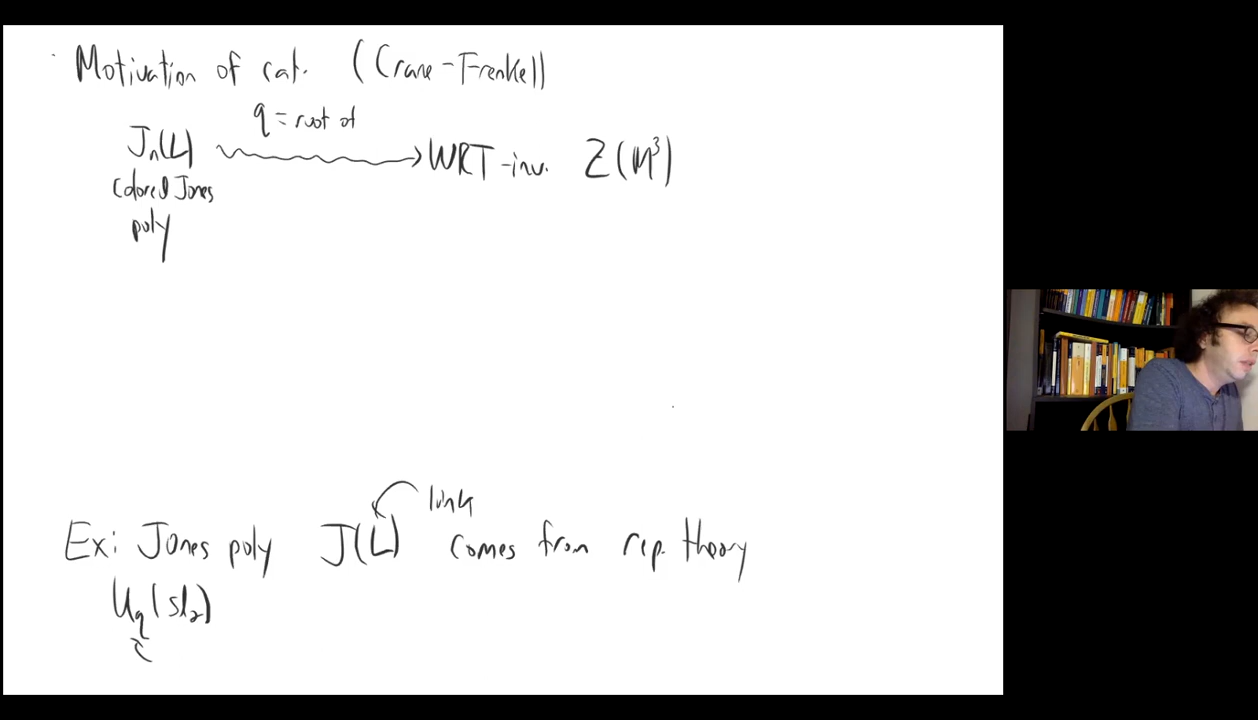 Motivation of cat. (Crane-Frenkel)
q = root of
Jn(L) → WRT-inv. Z(M³)
Colored Jones
poly
link
Ex: Jones poly J(L) comes from rep. theory
Uq(sl₂)